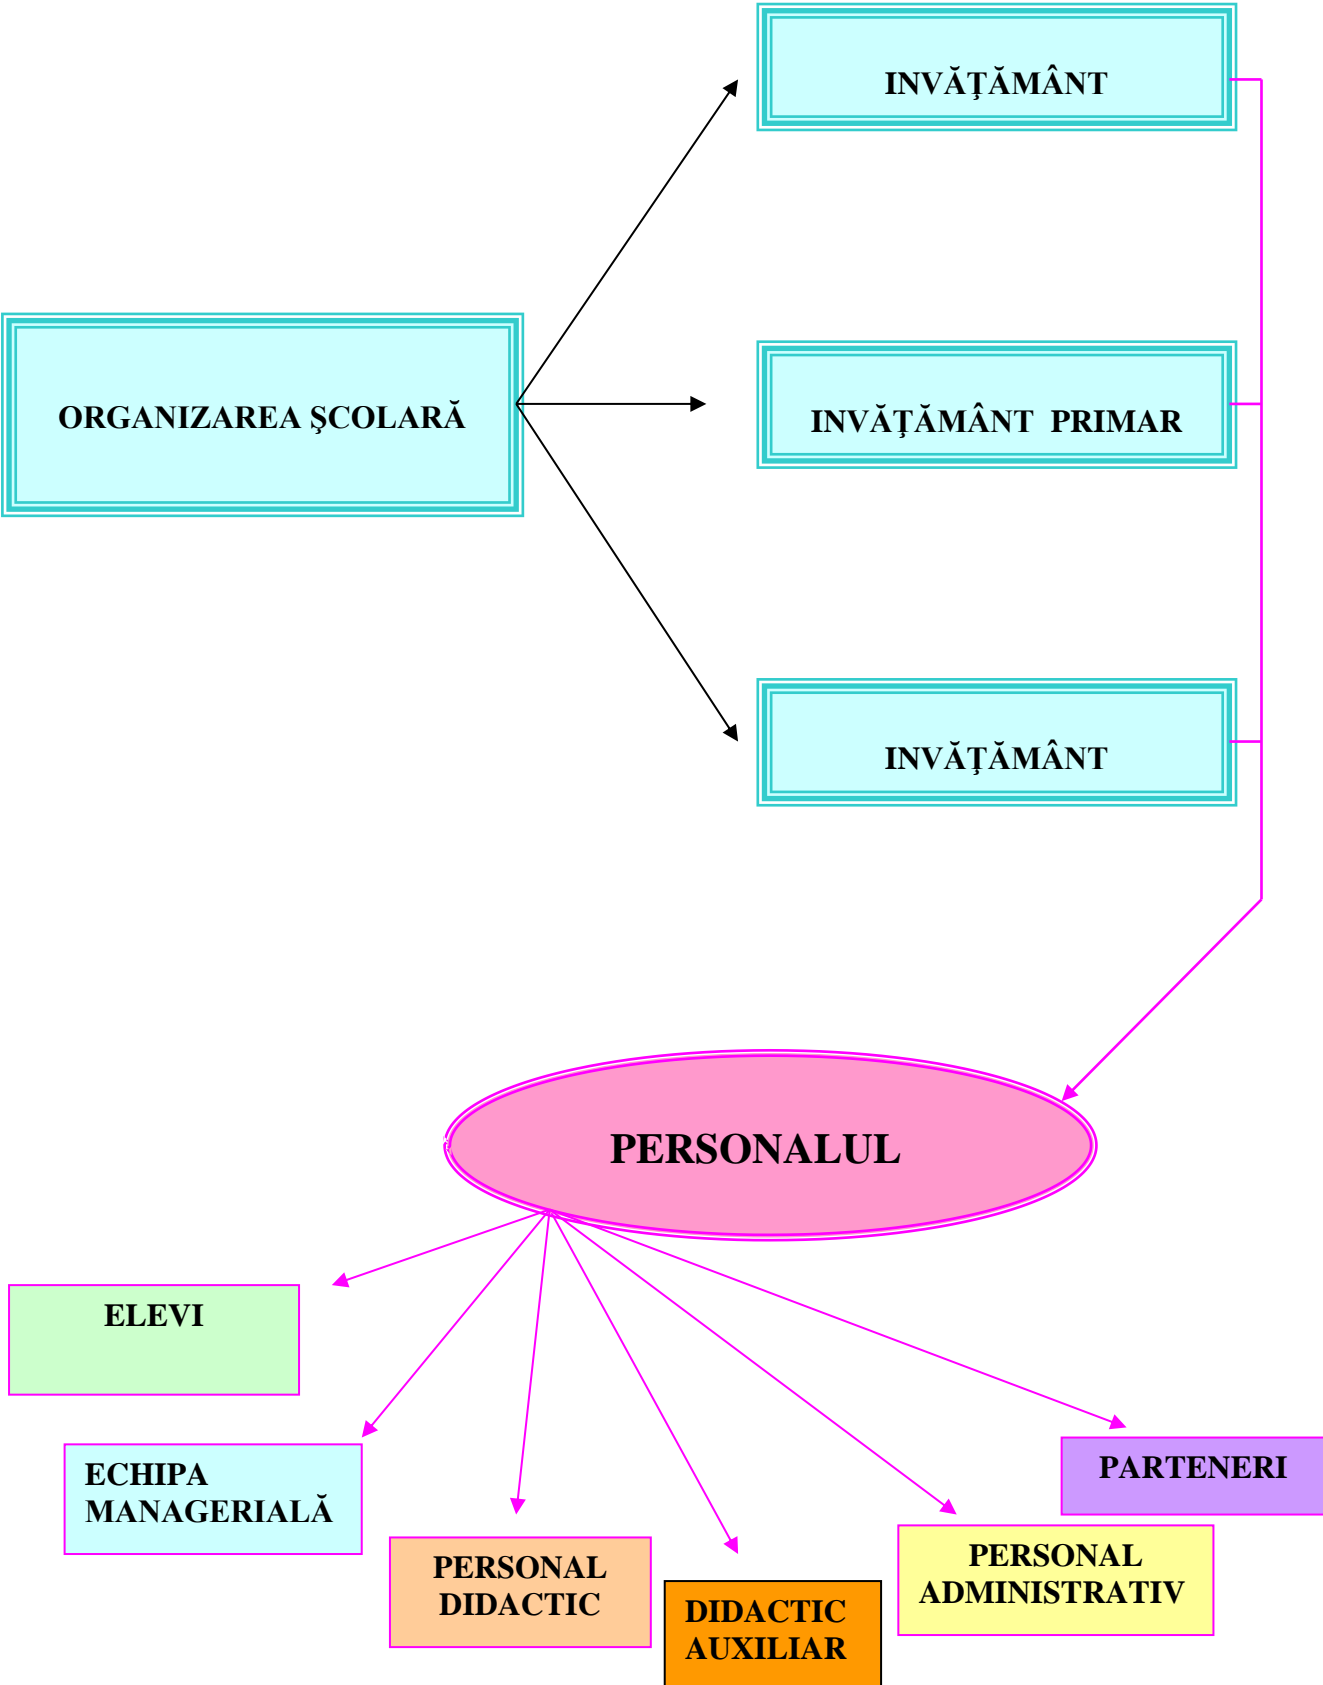 INVĂŢĂMÂNT
ORGANIZAREA ŞCOLARĂ
INVĂŢĂMÂNT PRIMAR
INVĂŢĂMÂNT
PERSONALUL
ELEVI
ECHIPA
MANAGERIALĂ
PERSONAL
DIDACTIC
DIDACTIC
AUXILIAR
PERSONAL
ADMINISTRATIV
PARTENERI